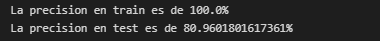 La precision en train es de 100.0%
La precision en test es de 80.9601801617361%